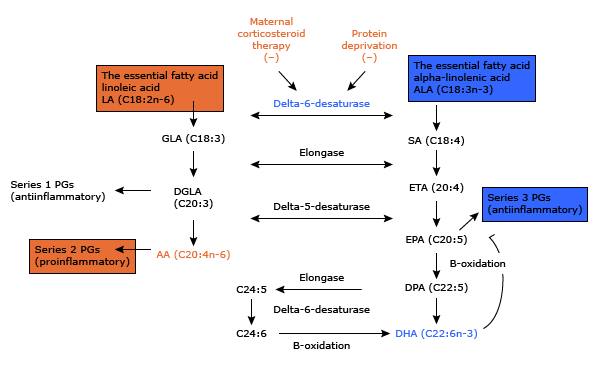 Maternal
corticosteroid
therapy
(−)
Protein
deprivation
(−)
The essential fatty acid
linoleic acid
LA (C18:2n-6)
The essential fatty acid
alpha-linolenic acid
ALA (C18:3n-3)
Delta-6-desaturase
GLA (C18:3)
SA (C18:4)
Elongase
Series 1 PGs
(antiinflammatory)
DGLA
(C20:3)
ETA (20:4)
Series 3 PGs
(antiinflammatory)
Delta-5-desaturase
Series 2 PGs
(proinflammatory)
AA (C20:4n-6)
EPA (C20:5)
B-oxidation
Elongase
C24:5
DPA (C22:5)
Delta-6-desaturase
C24:6
B-oxidation
DHA (C22:6n-3)